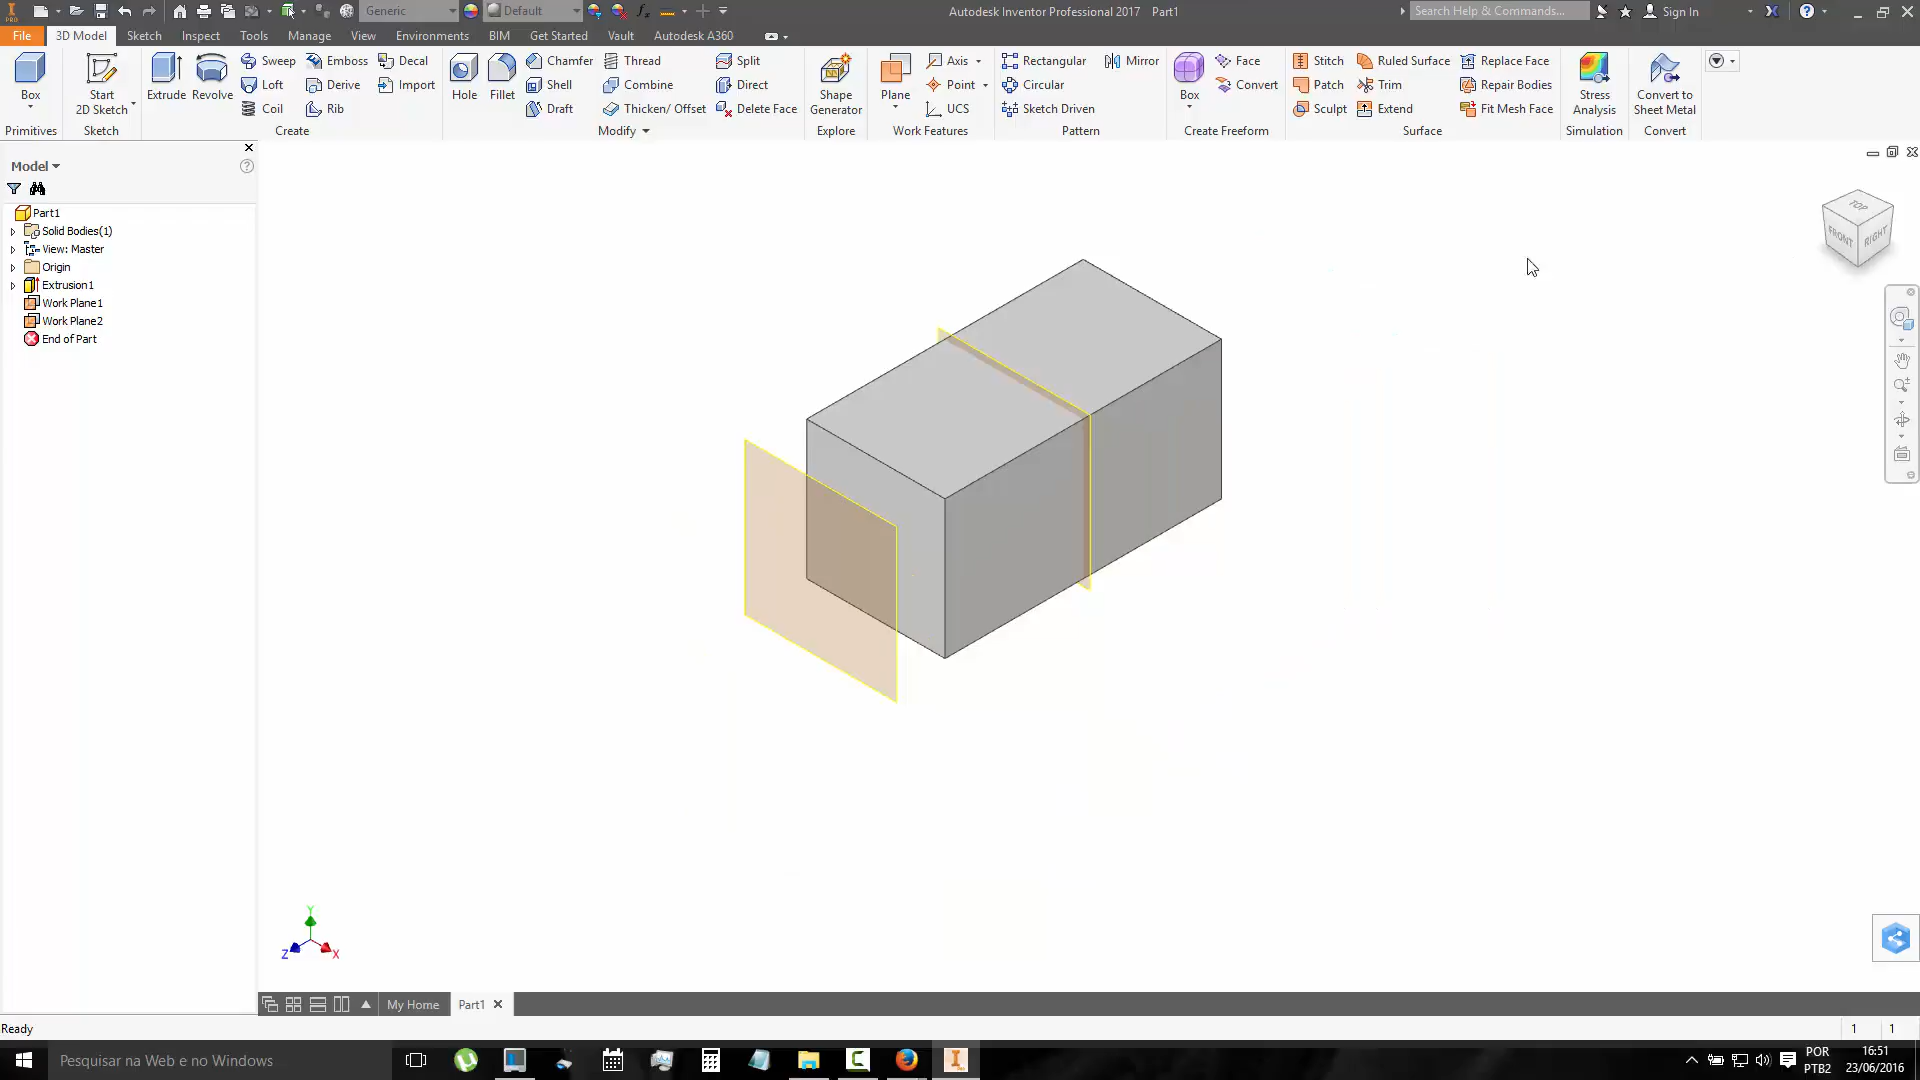 Generic
Default
Autodesk Inventor Professional 2017 Part1
Search Help & Commands...
Sign In
PRO
File 3D Model Sketch Inspect Tools Manage View Environments BIM Get Started Vault Autodesk A360
Box
Primitives
Start
2D Sketch
Sketch
Extrude
Revolve
Sweep Emboss Decal
Loft Derive Import
Coil Rib
Create
Hole
Fillet
Chamfer Thread Split
Shell Combine Direct
Draft Thicken/ Offset Delete Face
Modify
Shape
Generator
Explore
Plane
Axis
Point
UCS
Work Features
Rectangular Mirror
Circular
Sketch Driven
Pattern
Box
Face
Convert
Create Freeform
Stitch Ruled Surface Replace Face
Patch Trim Repair Bodies
Sculpt Extend Fit Mesh Face
Surface
Stress
Analysis
Simulation
Convert to
Sheet Metal
Convert
Model
Part1
Solid Bodies(1)
View: Master
Origin
Extrusion1
Work Plane1
Work Plane2
End of Part
TOP
FRONT
RIGHT
Y
Z
X
My Home
Part1
Ready
1 1
Pesquisar na Web e no Windows
POR
PTB2
16:51
23/06/2016